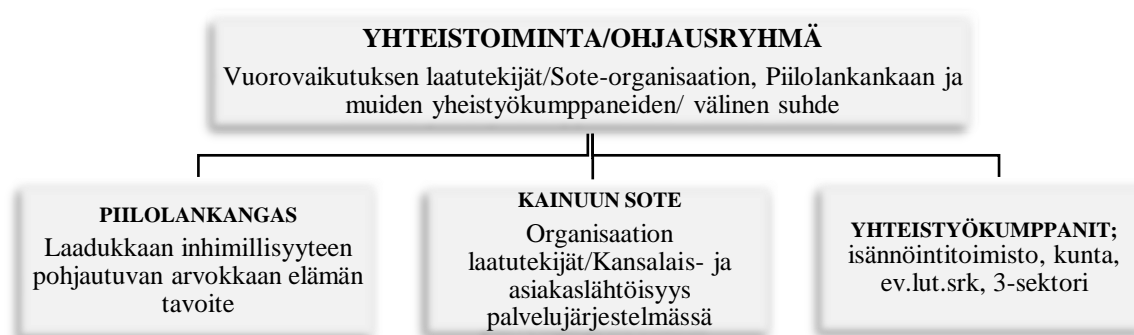 YHTEISTOIMINTA/OHJAUSRYHMÄ
Vuorovaikutuksen laatutekijät/Sote-organisaation, Piilolankankaan ja
muiden yheistyökumppaneiden/ välinen suhde
PIILOLANKANGAS
Laadukkaan inhimillisyyteen
pohjautuvan arvokkaan elämän
tavoite
KAINUUN SOTE
Organisaation
laatutekijät/Kansalais- ja
asiakaslähtöisyys
palvelujärjestelmässä
YHTEISTYÖKUMPPANIT;
isännöintitoimisto, kunta,
ev.lut.srk, 3-sektori